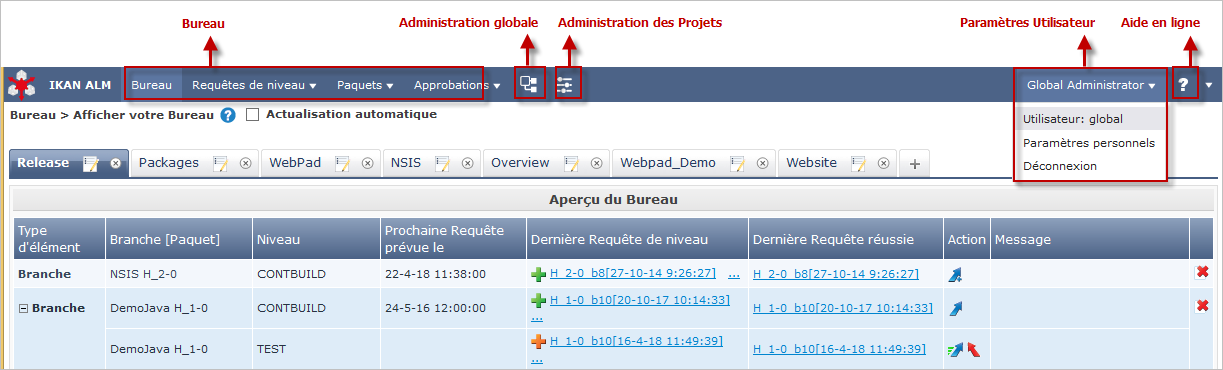 Bureau
Administration globale
Administration des Projets
Paramètres Utilisateur
Aide en ligne
IKAN ALM Bureau Requêtes de niveau Paquets Approbations Global Administrator ?
Bureau > Afficher votre Bureau ? Actualisation automatique
Utilisateur: global
Paramètres personnels
Déconnexion
Release Packages WebPad NSIS Overview Webpad_Demo Website +
Aperçu du Bureau
Type d'élément Branche [Paquet] Niveau Prochaine Requête prévue le Dernière Requête de niveau Dernière Requête réussie Action Message
Branche NSIS H_2-0 CONTBUILD 22-4-18 11:38:00 H_2-0_b8[27-10-14 9:26:27] ... H_2-0_b8[27-10-14 9:26:27]
Branche DemoJava H_1-0 CONTBUILD 24-5-16 12:00:00 H_1-0_b10[20-10-17 10:14:33] ... H_1-0_b10[20-10-17 10:14:33]
DemoJava H_1-0 TEST H_1-0_b10[16-4-18 11:49:39] ... H_1-0_b10[16-4-18 11:49:39]